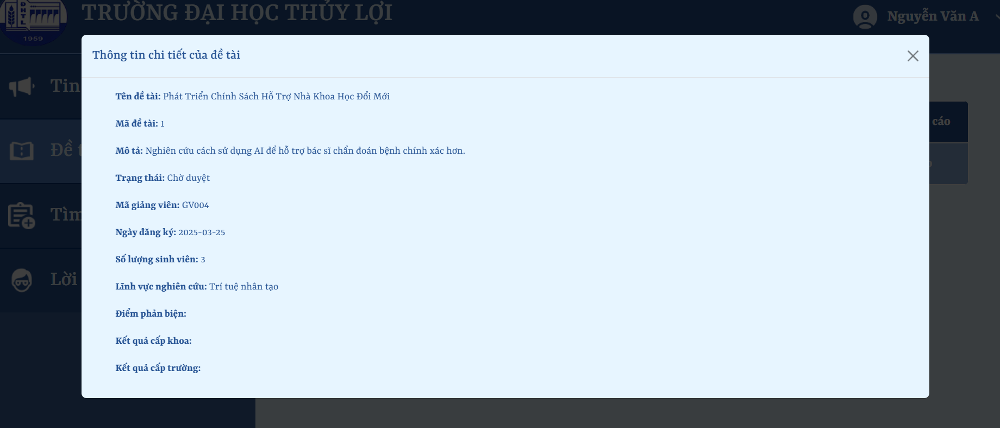 TRƯỜNG ĐẠI HỌC THỦY LỢI
Nguyễn Văn A
ĐHTL
1959
Thông tin chi tiết của đề tài
Tin
Tên đề tài: Phát Triển Chính Sách Hỗ Trợ Nhà Khoa Học Đổi Mới
cáo
Mã đề tài: 1
Đề t
Mô tả: Nghiên cứu cách sử dụng AI để hỗ trợ bác sĩ chẩn đoán bệnh chính xác hơn.
Trạng thái: Chờ duyệt
Mã giảng viên: GV004
Tìm
Ngày đăng ký: 2025-03-25
Số lượng sinh viên: 3
Lời
Lĩnh vực nghiên cứu: Trí tuệ nhân tạo
Điểm phản biện:
Kết quả cấp khoa:
Kết quả cấp trường: